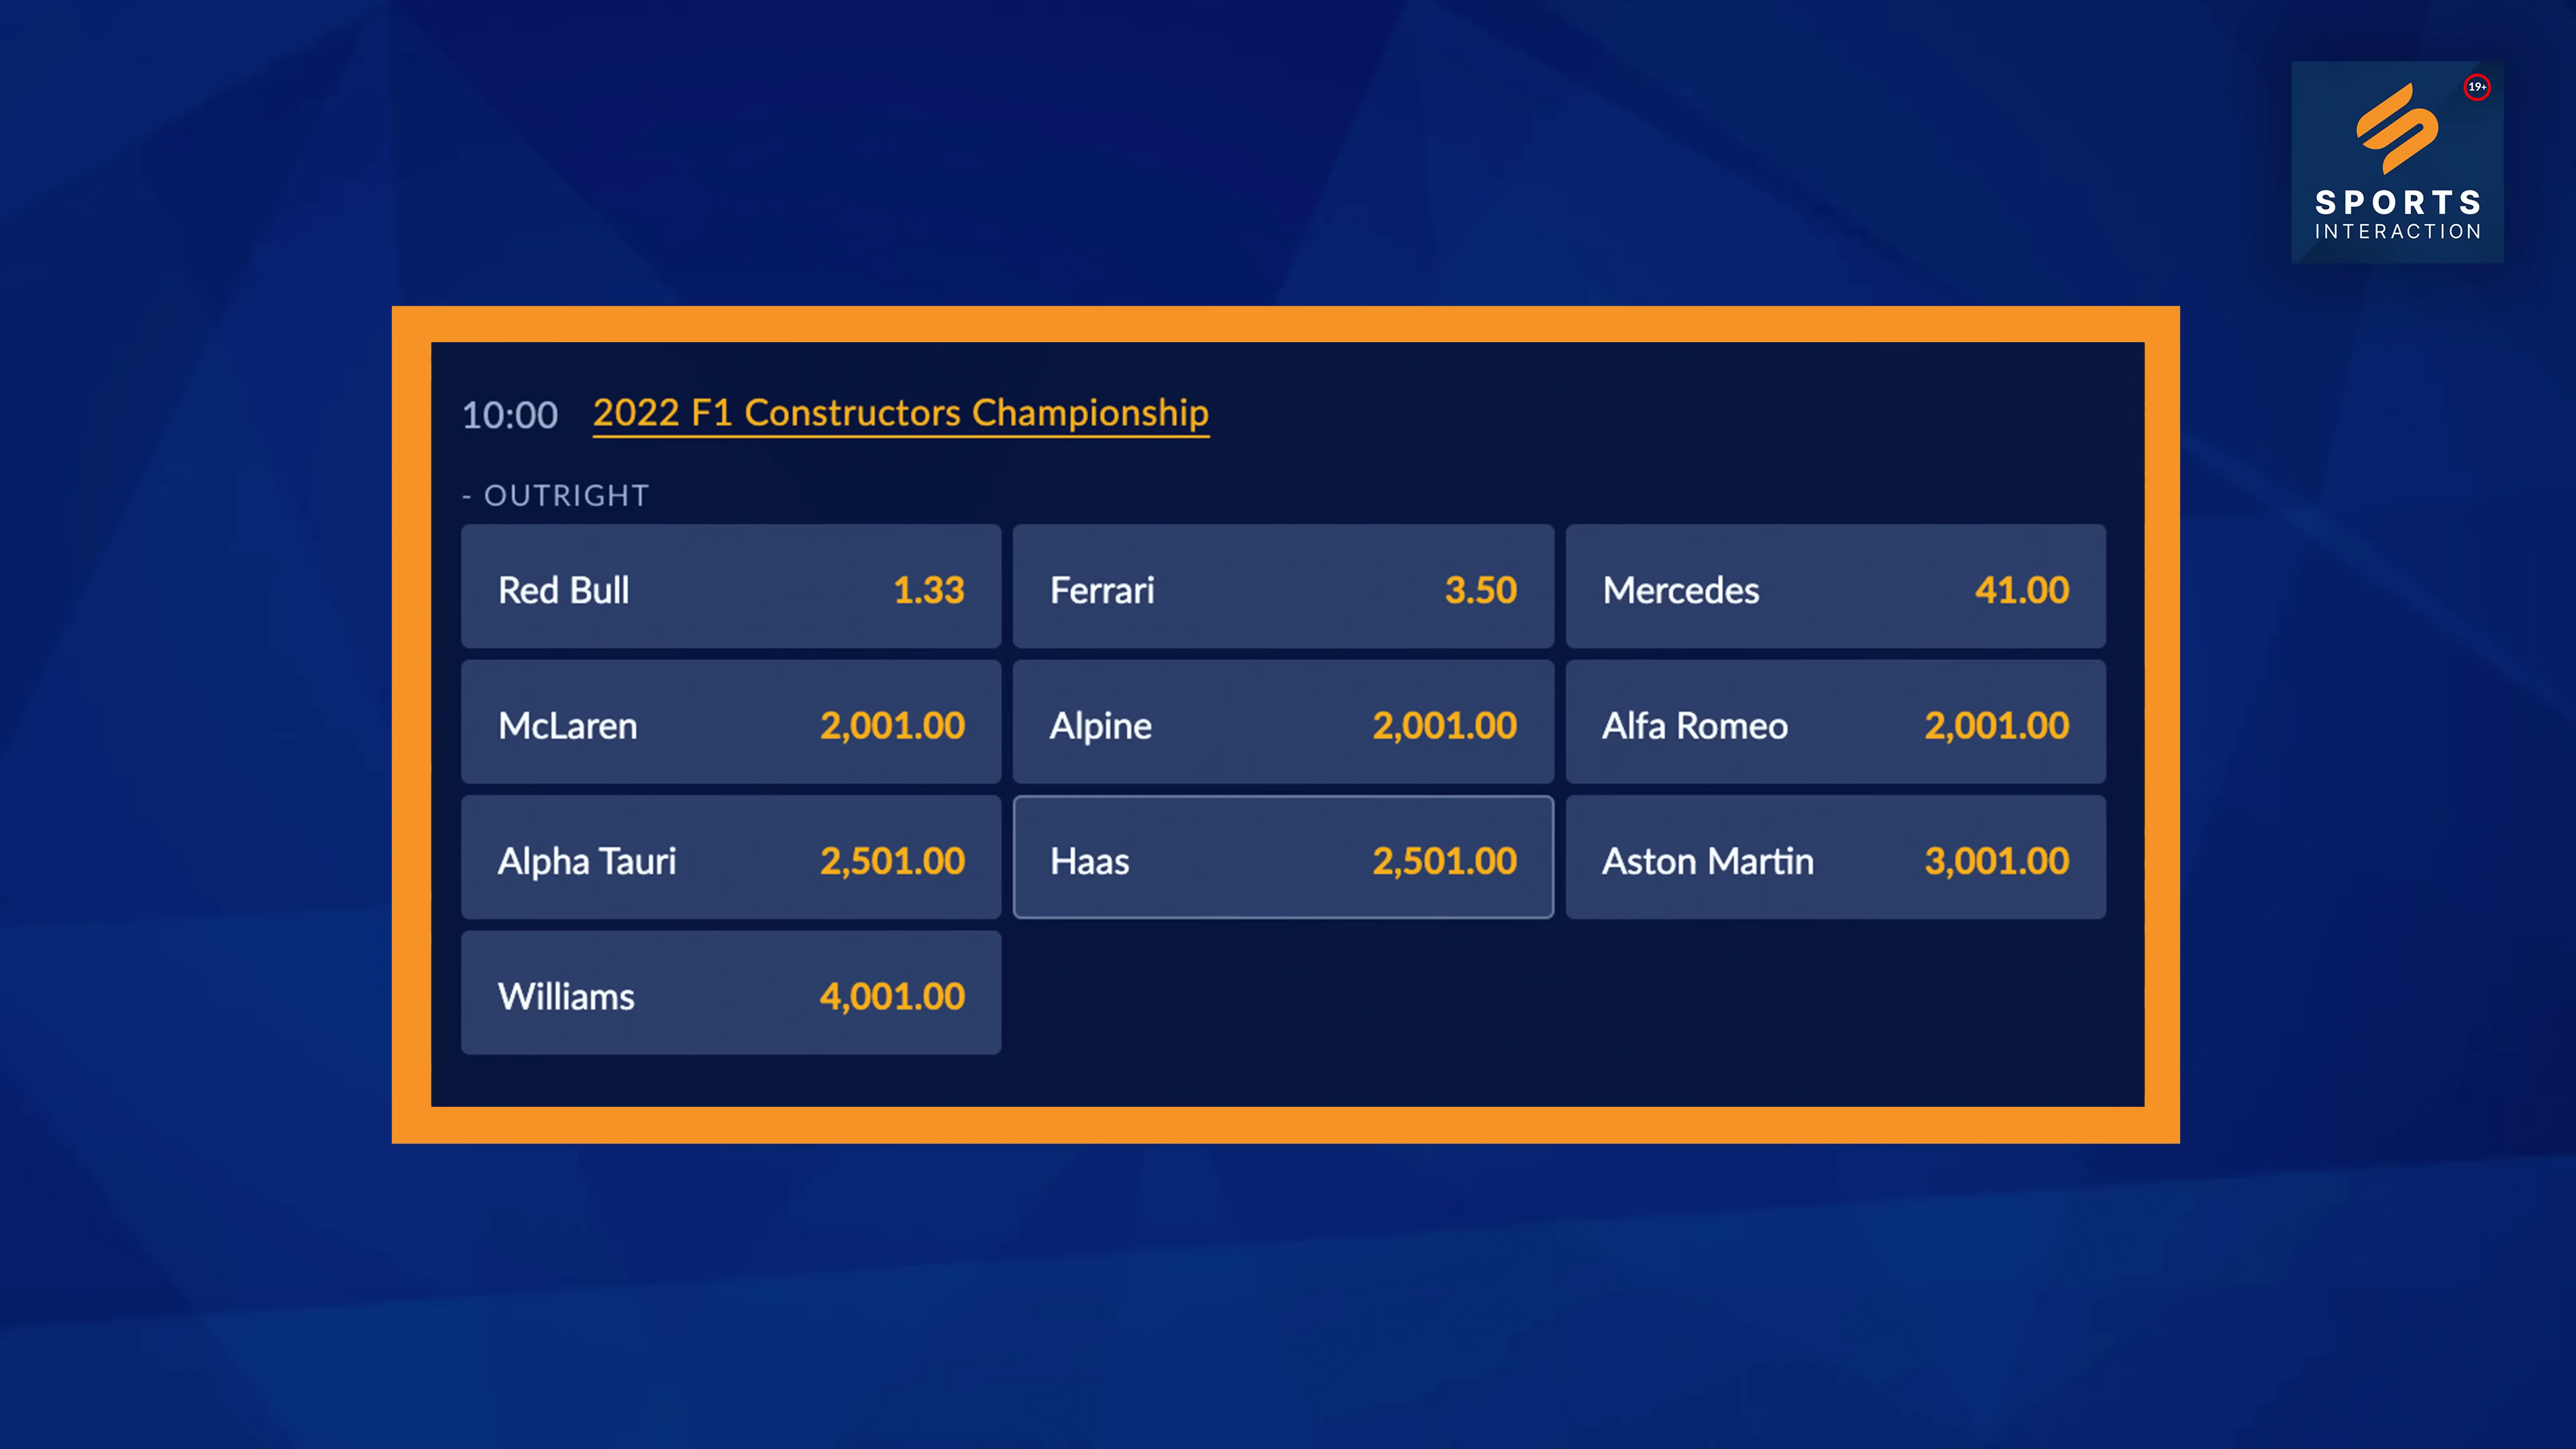 19+
SPORTS
INTERACTION
10:00 2022 F1 Constructors Championship
- OUTRIGHT
Red Bull 1.33 Ferrari 3.50 Mercedes 41.00
McLaren 2,001.00 Alpine 2,001.00 Alfa Romeo 2,001.00
Alpha Tauri 2,501.00 Haas 2,501.00 Aston Martin 3,001.00
Williams 4,001.00